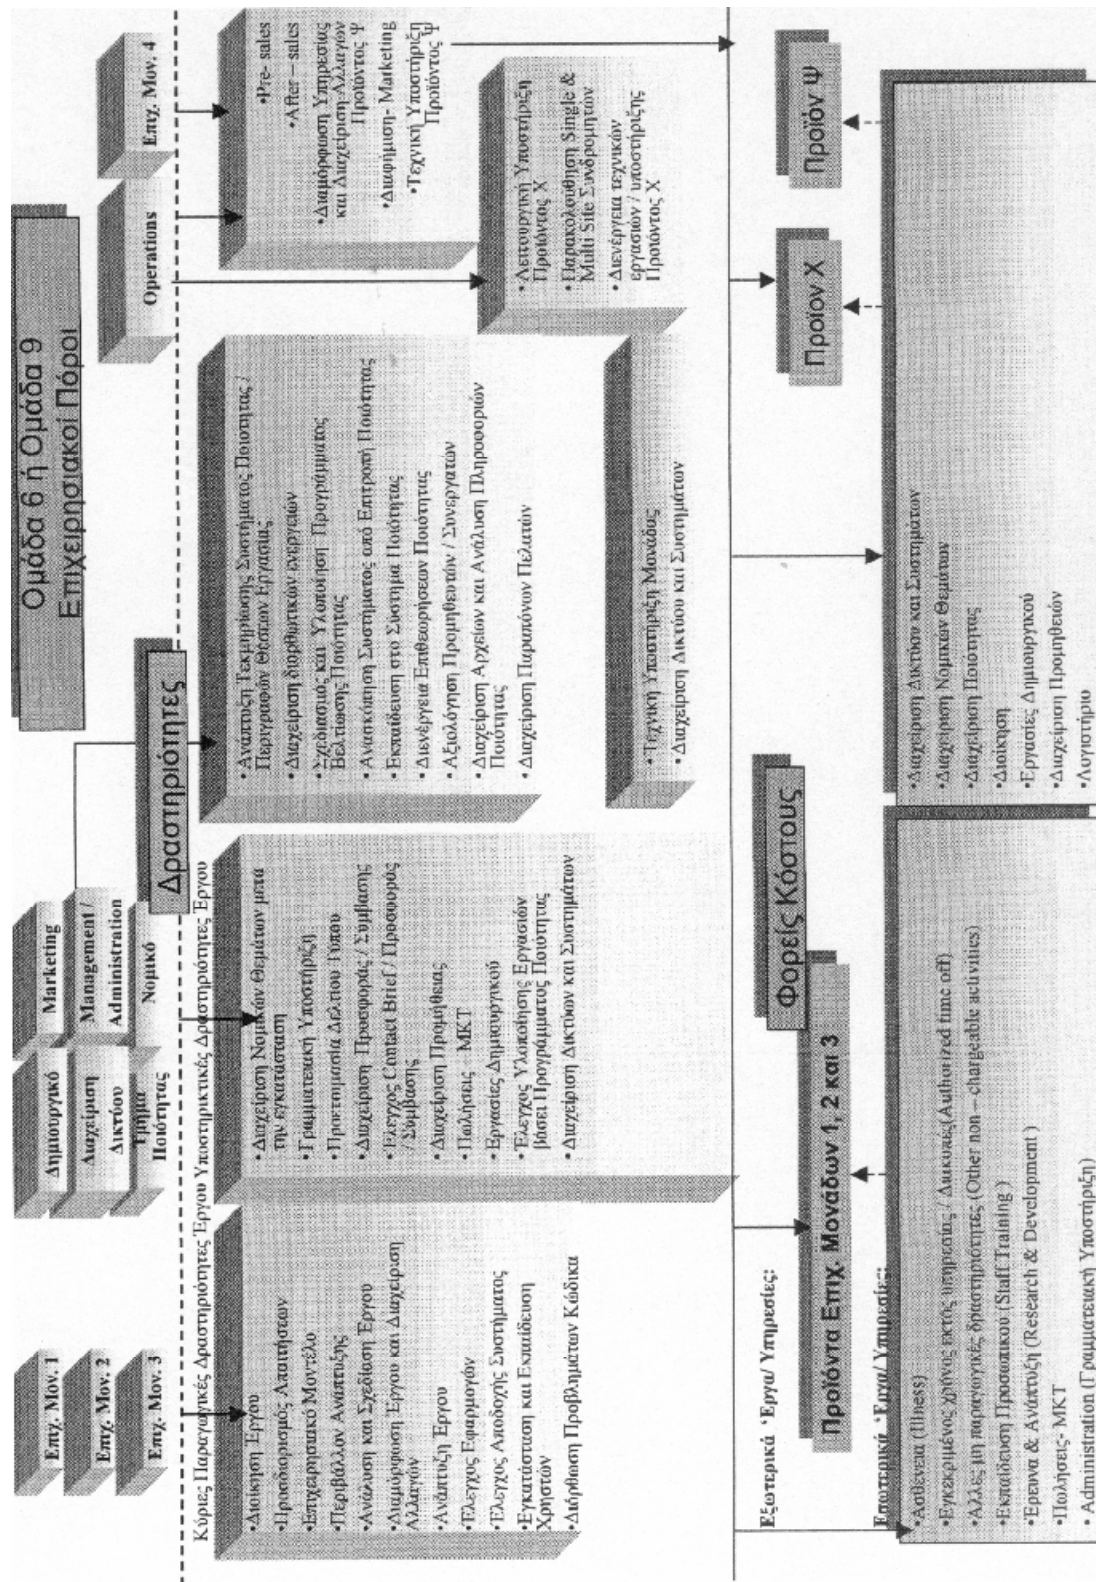 Ομάδα 6 ή Ομάδα 9
Επιχειρησιακοί Πόροι
Επιχ. Μον. 1
Επιχ. Μον. 2
Επιχ. Μον. 3
Δημιουργικό
Διαχείριση
Δικτύου
Τμήμα
Ποιότητας
Marketing
Management /
Administration
Νομικό
Operations
Επιχ. Μον. 4
Δραστηριότητες
Κύριες Παραγωγικές Δραστηριότητες Έργου Υποστηρικτικές Δραστηριότητες Έργου
•Διοίκηση Έργου
•Προσδιορισμός Απαιτήσεων
•Επιχειρησιακό Μοντέλο
•Περιβάλλον Ανάπτυξης
•Ανάλυση και Σχεδίαση Έργου
•Διαμόρφωση Έργου και Διαχείριση
Αλλαγών
•Ανάπτυξη Έργου
•Έλεγχος Εφαρμογών
•Έλεγχος Αποδοχής Συστήματος
•Εγκατάσταση και Εκπαίδευση
Χρηστών
•Διόρθωση Προβλημάτων Κώδικα
•Διαχείριση Νομικών Θεμάτων μετά
την εγκατάσταση
•Γραμματειακή Υποστήριξη
•Προετοιμασία Δελτίου Τύπου
•Διαχείριση Προσφοράς / Σύμβασης
•Έλεγχος Contact Brief / Προσφοράς
/ Σύμβασης
•Διαχείριση Προμήθειας
•Πωλήσεις ΜΚΤ
•Εργασίες Δημιουργικού
•Έλεγχος Υλοποίησης Εργασιών
βάσει Προγράμματος Ποιότητας
•Διαχείριση Δικτύων και Συστημάτων
•Ανάπτυξη Τεκμηρίωσης Συστήματος Ποιότητας /
Περιγραφών Θέσεων Εργασίας
•Διαχείριση διορθωτικών ενεργειών
•Σχεδιασμός και Υλοποίηση Προγράμματος
Βελτίωσης Ποιότητας
•Ανασκόπηση Συστήματος από Επιτροπή Ποιότητας
•Εκπαίδευση στο Σύστημα Ποιότητας
•Διενέργεια Επιθεωρήσεων Ποιότητας
•Αξιολόγηση Προμηθευτών / Συνεργατών
•Διαχείριση Αρχείων και Ανάλυση Πληροφοριών
Ποιότητας
•Διαχείριση Παραπόνων Πελατών
•Τεχνική Υποστήριξη Μονάδας
•Διαχείριση Δικτύου και Συστημάτων
•Pre- sales
•After – sales
•Διαμόρφωση Υπηρεσίας
και Διαχείριση Αλλαγών
Προϊόντος Ψ
•Διαφήμιση- Marketing
•Τεχνική Υποστήριξη
Προϊόντος Ψ
•Λειτουργική Υποστήριξη
Προϊόντος Χ
•Παρακολούθηση Single &
Multi Site Συνδρομητών
•Διενέργεια τεχνικών
εργασιών / υποστήριξης
Προϊόντος Χ
Φορείς Κόστους
Εξωτερικά Έργα/ Υπηρεσίες:
Προϊόντα Επιχ. Μονάδων 1, 2 και 3
Προϊόν Χ
Προϊόν Ψ
Εσωτερικά Έργα/ Υπηρεσίες:
•Ασθένεια (Illness)
•Εγκεκριμένος χρόνος εκτός υπηρεσίας / Διακοπές(Authorized time off)
•Άλλες μη παραγωγικές δραστηριότητες (Other non – chargeable activities)
•Εκπαίδευση Προσωπικού (Staff Training )
•Έρευνα & Ανάπτυξη (Research & Development )
•Πωλήσεις- ΜΚΤ
•Administration (Γραμματειακή Υποστήριξη)
•Διαχείριση Δικτύου και Συστημάτων
•Διαχείριση Νομικών Θεμάτων
•Διαχείριση Ποιότητας
•Διοίκηση
•Εργασίες Δημιουργικού
•Διαχείριση Προμηθειών
•Λογιστήριο